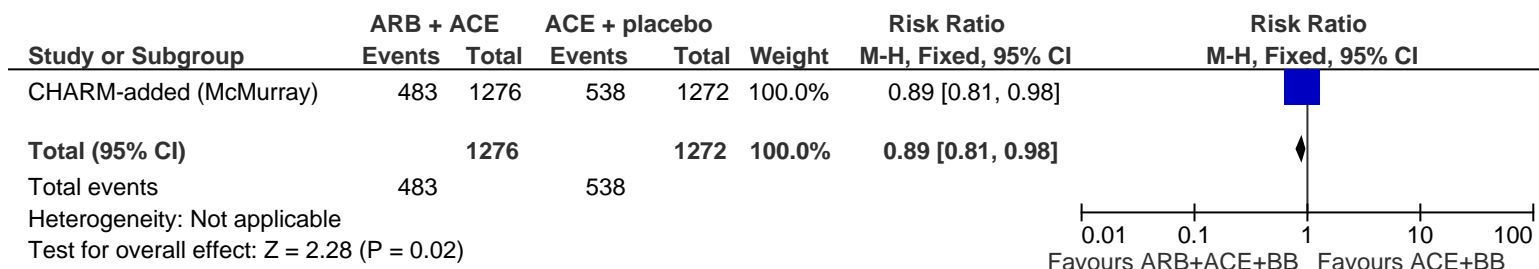 ARB + ACE ACE + placebo Risk Ratio Risk Ratio
Study or Subgroup Events Total Events Total Weight M-H, Fixed, 95% CI M-H, Fixed, 95% CI
CHARM-added (McMurray) 483 1276 538 1272 100.0% 0.89 [0.81, 0.98]
Total (95% CI) 1276 1272 100.0% 0.89 [0.81, 0.98]
Total events 483 538
Heterogeneity: Not applicable
Test for overall effect: Z = 2.28 (P = 0.02)
0.01 0.1 1 10 100
Favours ARB+ACE+BB Favours ACE+BB